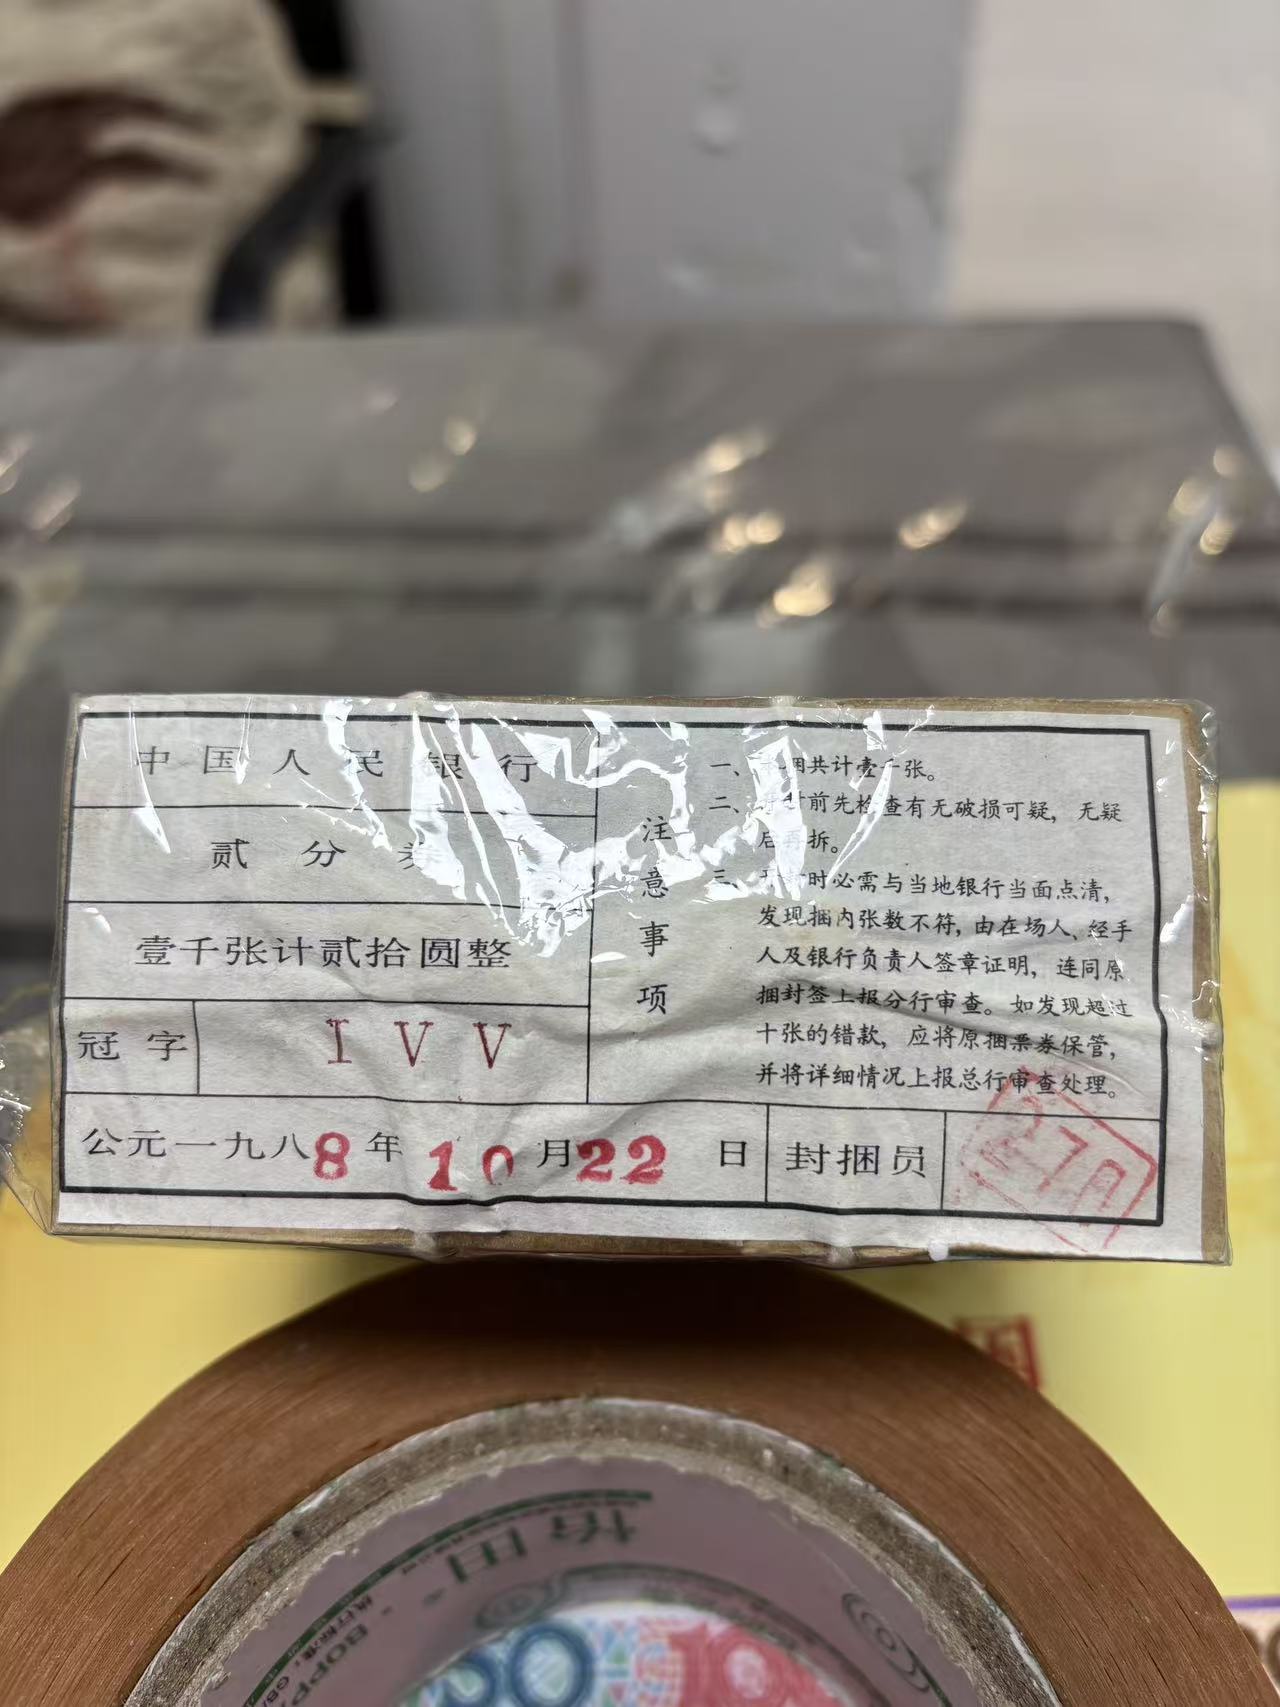 中国人民银行
贰分券
壹千张计贰拾圆整
冠字 I V V
公元一九八8年10月22日
封捆员
27A
注意事项
一、一捆共计壹千张。
二、拆封前先检查有无破损可疑，无疑
后再拆。
三、开封时必需与当地银行当面点清，
发现捆内张数不符，由在场人、经手
人及银行负责人签章证明，连同原
捆封签上报分行审查。如发现超过
十张的错款，应将原捆票券保管，
并将详细情况上报总行审查处理。
国
BOPP